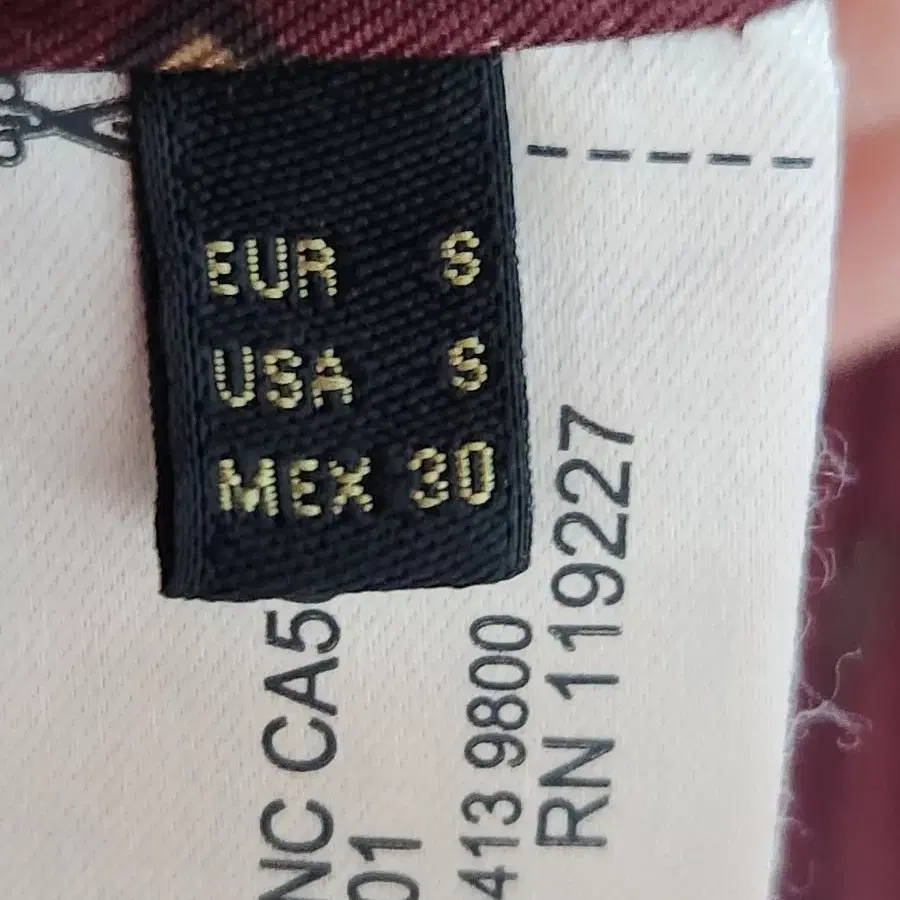 EUR S
USA S
MEX 30
NC CA5
01
413 9800
RN 119227